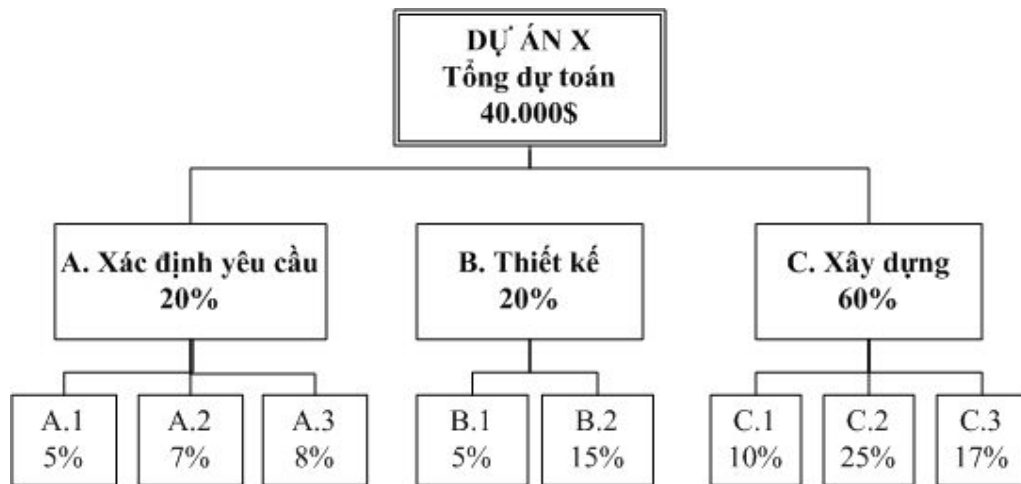 DỰ ÁN X
Tổng dự toán
40.000$
A. Xác định yêu cầu
20%
B. Thiết kế
20%
C. Xây dựng
60%
A.1
5%
A.2
7%
A.3
8%
B.1
5%
B.2
15%
C.1
10%
C.2
25%
C.3
17%